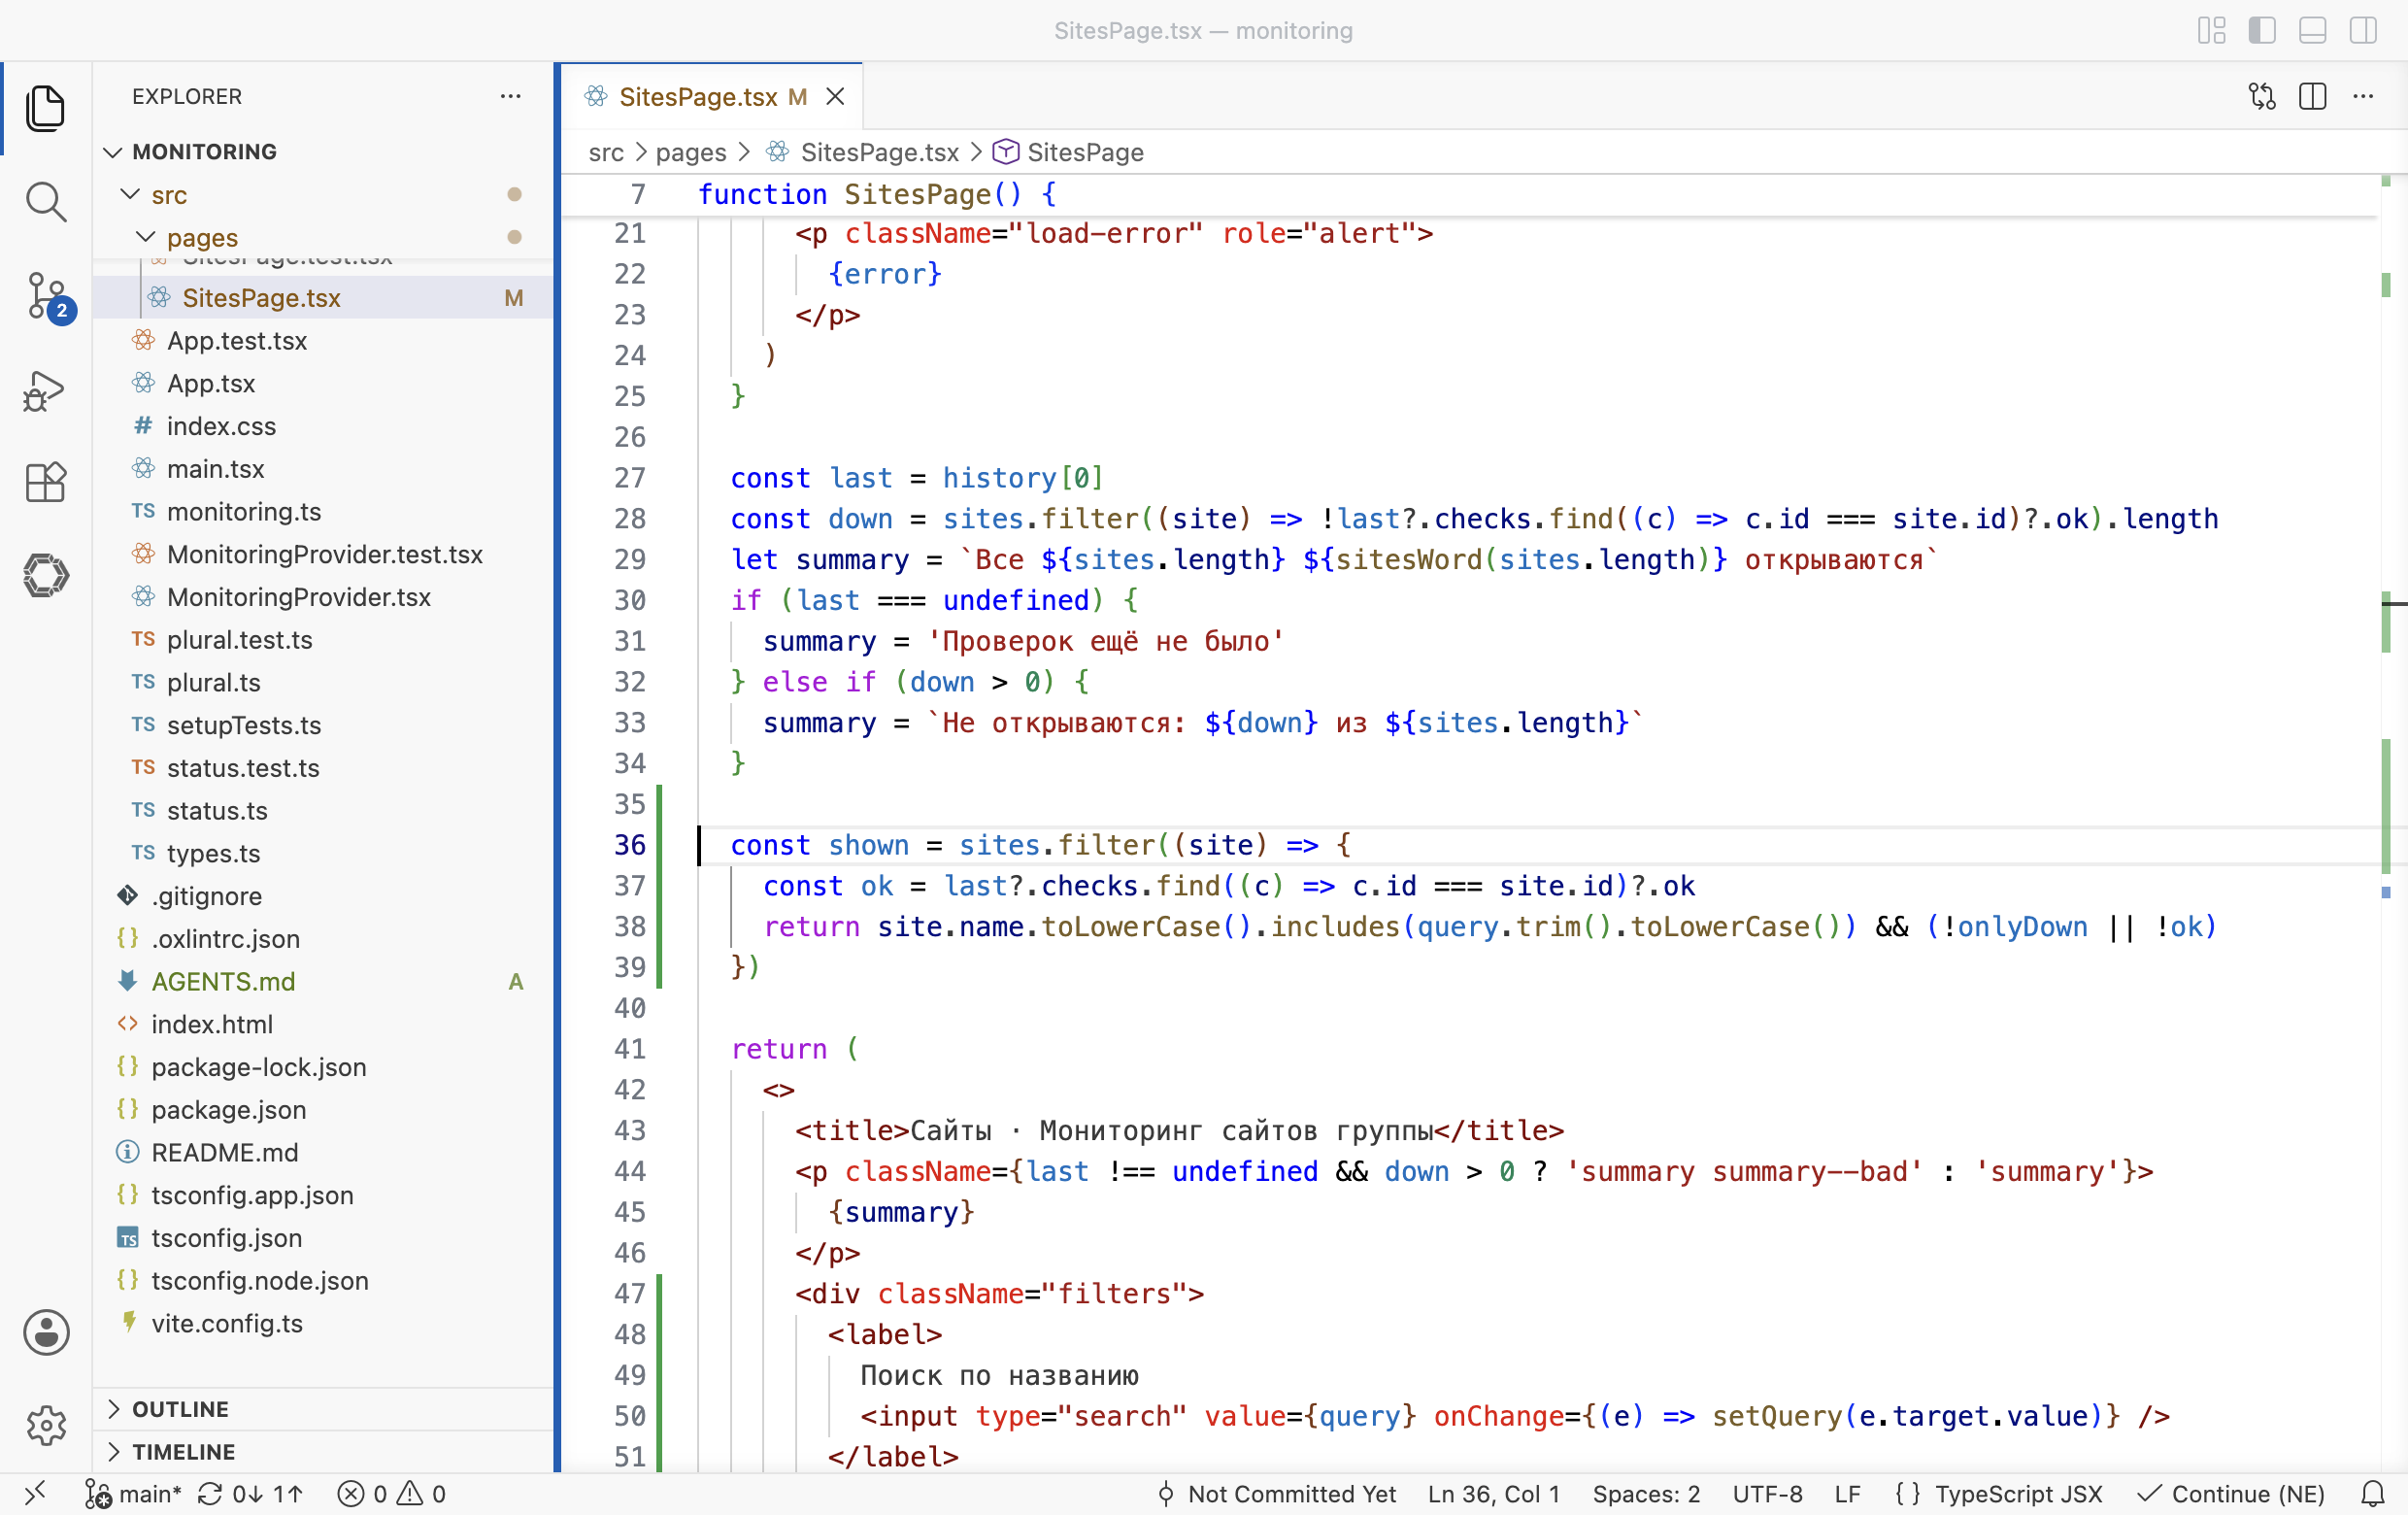 SitesPage.tsx — monitoring
EXPLORER
MONITORING
src
pages
SitesPage.test.tsx
SitesPage.tsx M
App.test.tsx
App.tsx
# index.css
main.tsx
TS monitoring.ts
MonitoringProvider.test.tsx
MonitoringProvider.tsx
TS plural.test.ts
TS plural.ts
TS setupTests.ts
TS status.test.ts
TS status.ts
TS types.ts
.gitignore
{} .oxlintrc.json
AGENTS.md A
<> index.html
{} package-lock.json
{} package.json
README.md
{} tsconfig.app.json
TS tsconfig.json
{} tsconfig.node.json
vite.config.ts
OUTLINE
TIMELINE
2
SitesPage.tsx M
src > pages > SitesPage.tsx > SitesPage
7 function SitesPage() {
21 <p className="load-error" role="alert">
22 {error}
23 </p>
24 )
25 }
26
27 const last = history[0]
28 const down = sites.filter((site) => !last?.checks.find((c) => c.id === site.id)?.ok).length
29 let summary = `Все ${sites.length} ${sitesWord(sites.length)} открываются`
30 if (last === undefined) {
31 summary = 'Проверок ещё не было'
32 } else if (down > 0) {
33 summary = `Не открываются: ${down} из ${sites.length}`
34 }
35
36 const shown = sites.filter((site) => {
37 const ok = last?.checks.find((c) => c.id === site.id)?.ok
38 return site.name.toLowerCase().includes(query.trim().toLowerCase()) && (!onlyDown || !ok)
39 })
40
41 return (
42 <>
43 <title>Сайты · Мониторинг сайтов группы</title>
44 <p className={last !== undefined && down > 0 ? 'summary summary--bad' : 'summary'}>
45 {summary}
46 </p>
47 <div className="filters">
48 <label>
49 Поиск по названию
50 <input type="search" value={query} onChange={(e) => setQuery(e.target.value)} />
51 </label>
main* 0↓ 1↑ 0 0
Not Committed Yet Ln 36, Col 1 Spaces: 2 UTF-8 LF {} TypeScript JSX Continue (NE)